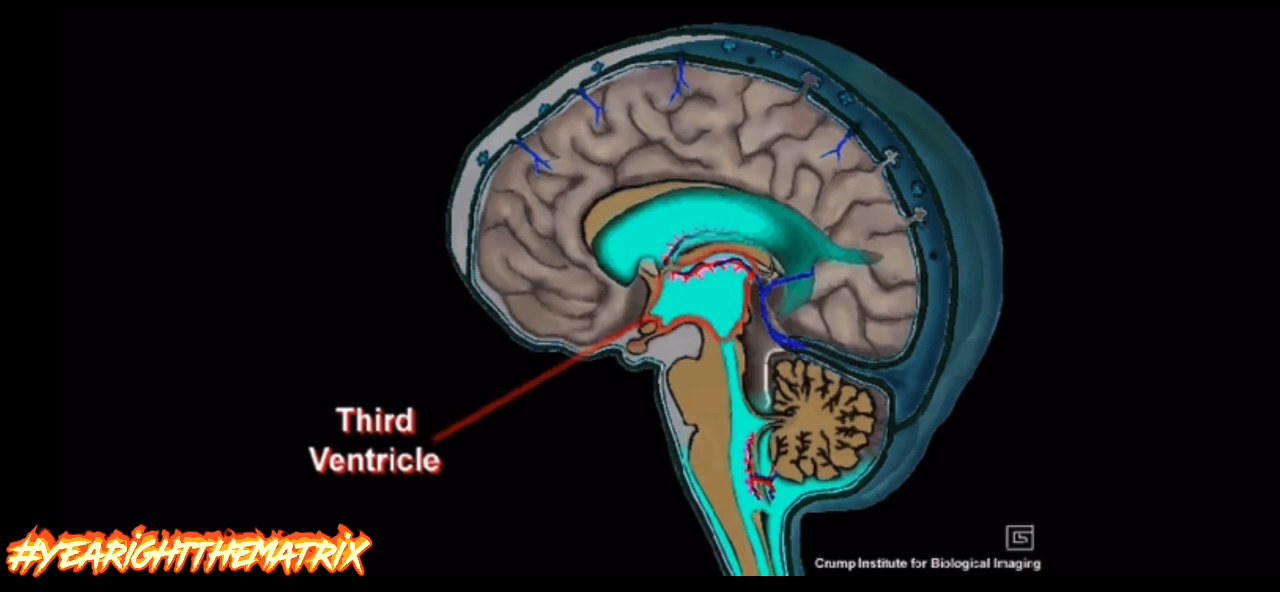 Third
Ventricle
#YEARIGHTTHEMATRIX
Crump Institute for Biological Imaging